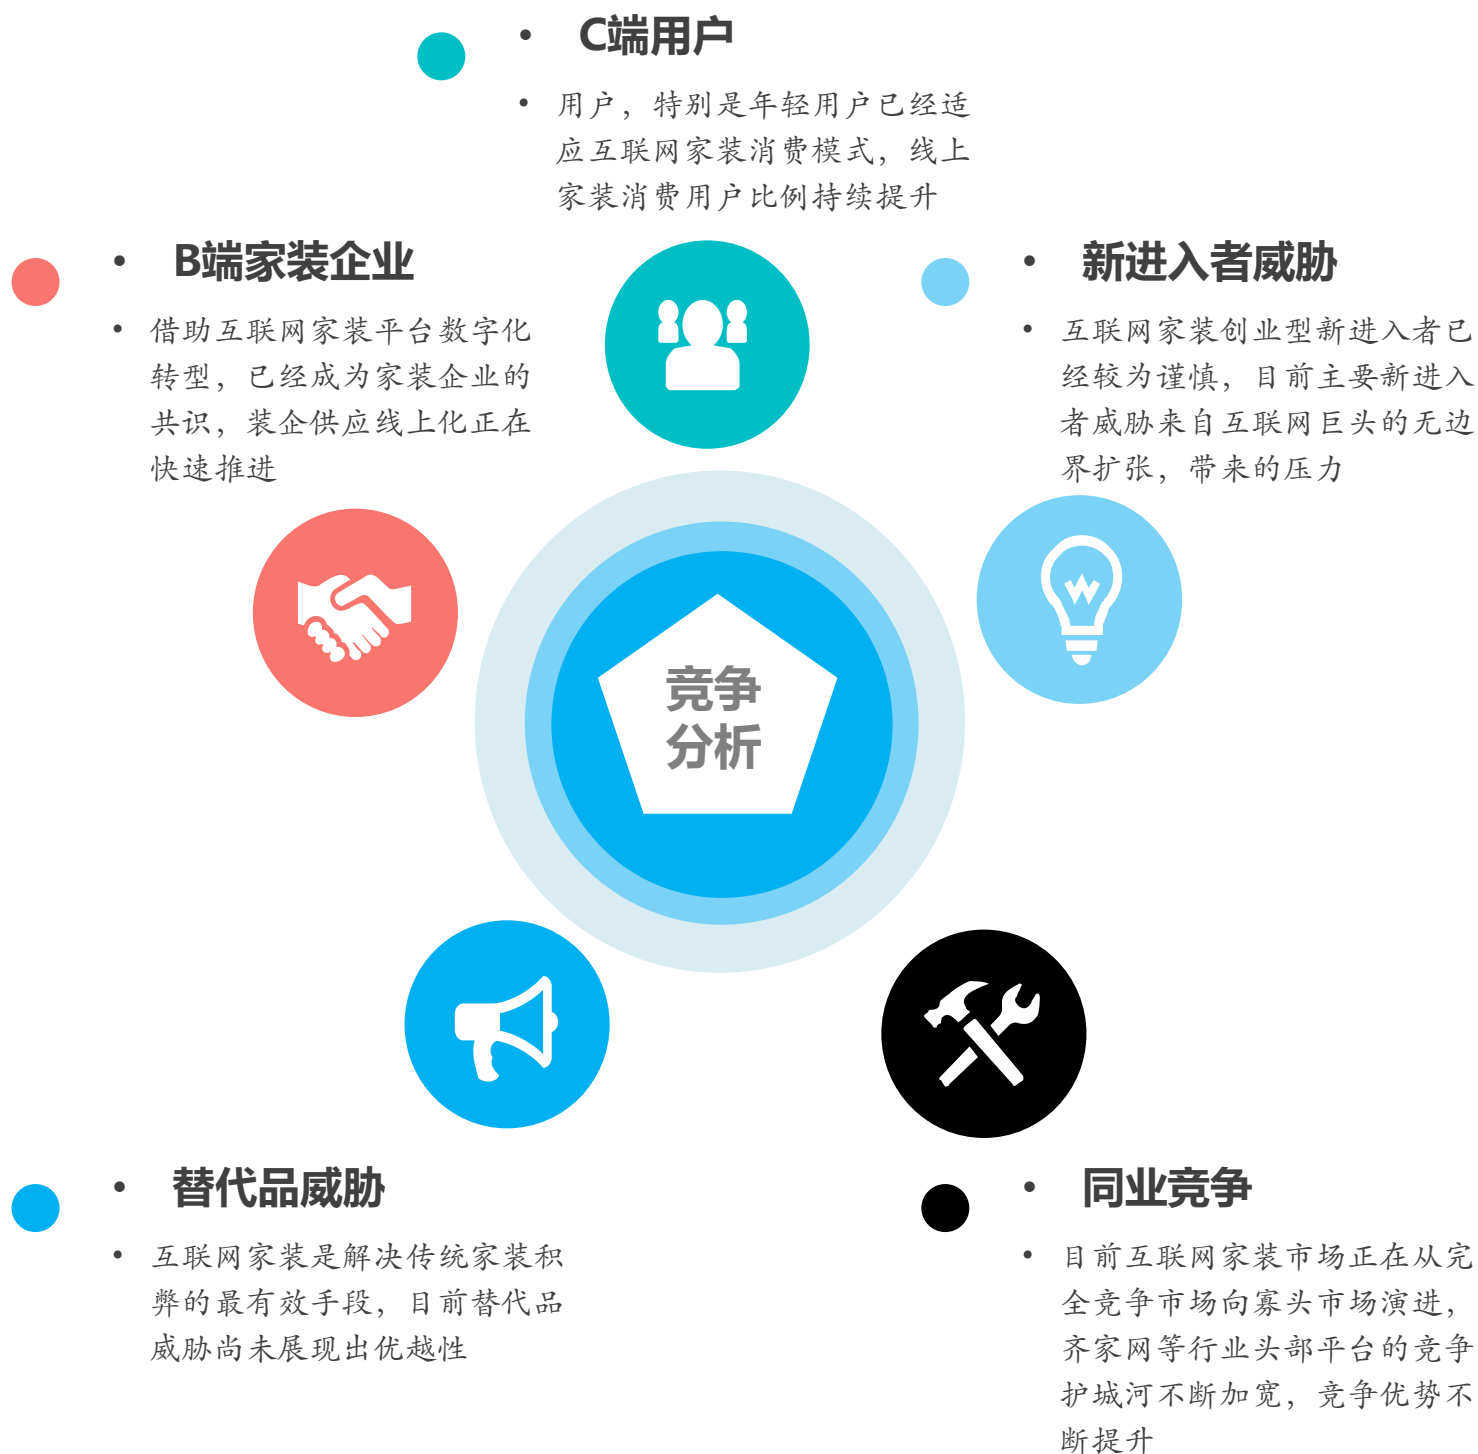 • C端用户
• 用户，特别是年轻用户已经适
应互联网家装消费模式，线上
家装消费用户比例持续提升
• B端家装企业
• 借助互联网家装平台数字化
转型，已经成为家装企业的
共识，装企供应线上化正在
快速推进
• 新进入者威胁
• 互联网家装创业型新进入者已
经较为谨慎，目前主要新进入
者威胁来自互联网巨头的无边
界扩张，带来的压力
竞争
分析
• 替代品威胁
• 互联网家装是解决传统家装积
弊的最有效手段，目前替代品
威胁尚未展现出优越性
• 同业竞争
• 目前互联网家装市场正在从完
全竞争市场向寡头市场演进，
齐家网等行业头部平台的竞争
护城河不断加宽，竞争优势不
断提升